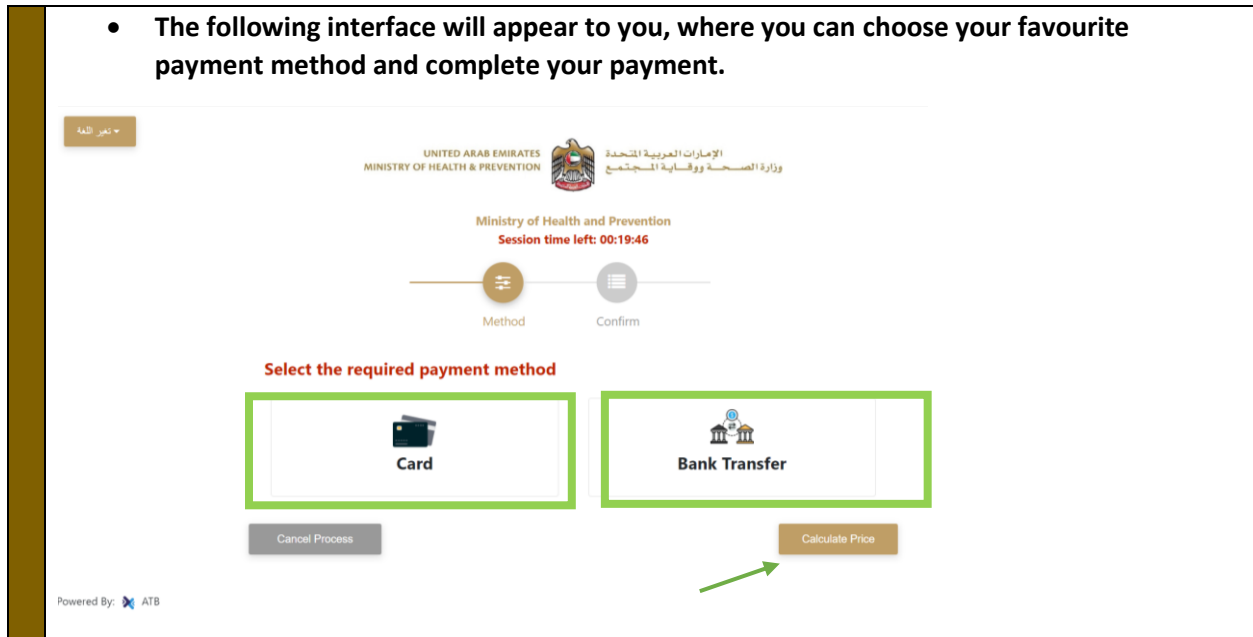 • The following interface will appear to you, where you can choose your favourite
payment method and complete your payment.
تغير اللغة
UNITED ARAB EMIRATES
MINISTRY OF HEALTH & PREVENTION
الإمارات العربية المتحدة
وزارة الصحة ووقاية المجتمع
Ministry of Health and Prevention
Session time left: 00:19:46
Method Confirm
Select the required payment method
Card Bank Transfer
Cancel Process Calculate Price
Powered By: ATB